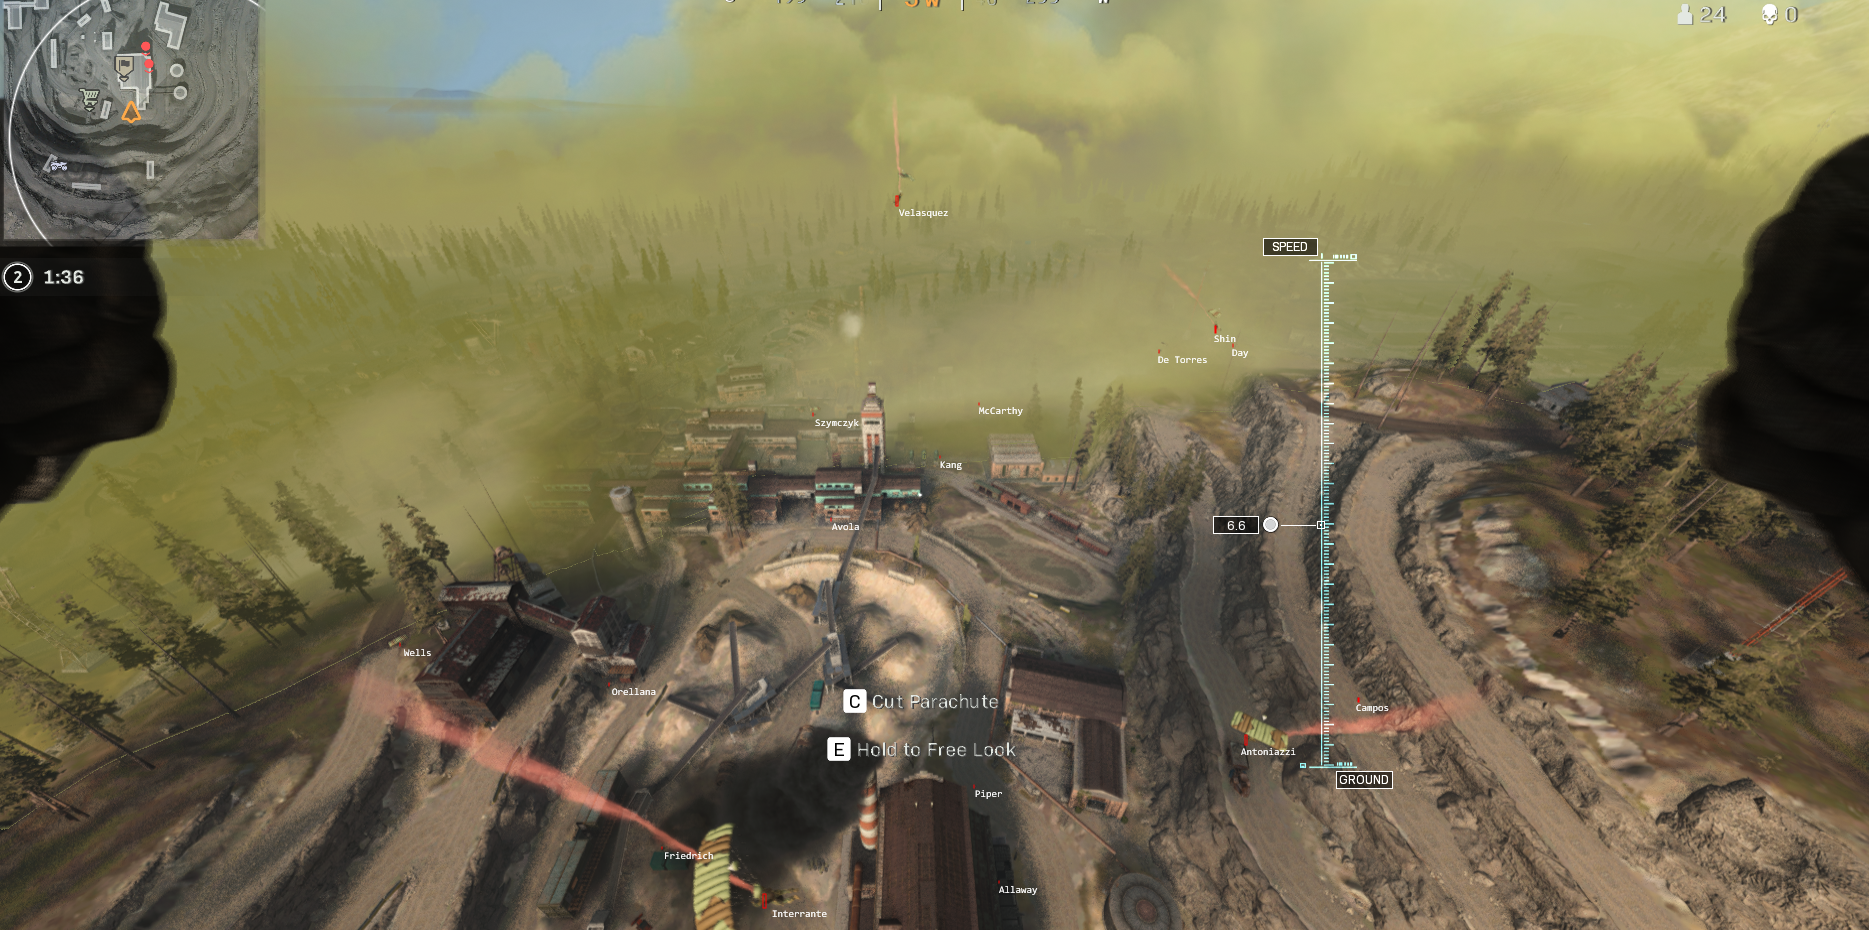 24
0
Velasquez
SPEED
2
1:36
Shin
Day
De Torres
McCarthy
Szymczyk
Kang
6.6
Avola
Wells
Orellana
C Cut Parachute
Campos
E Hold to Free Look
Antoniazzi
GROUND
Piper
Friedrich
Allaway
Interrante